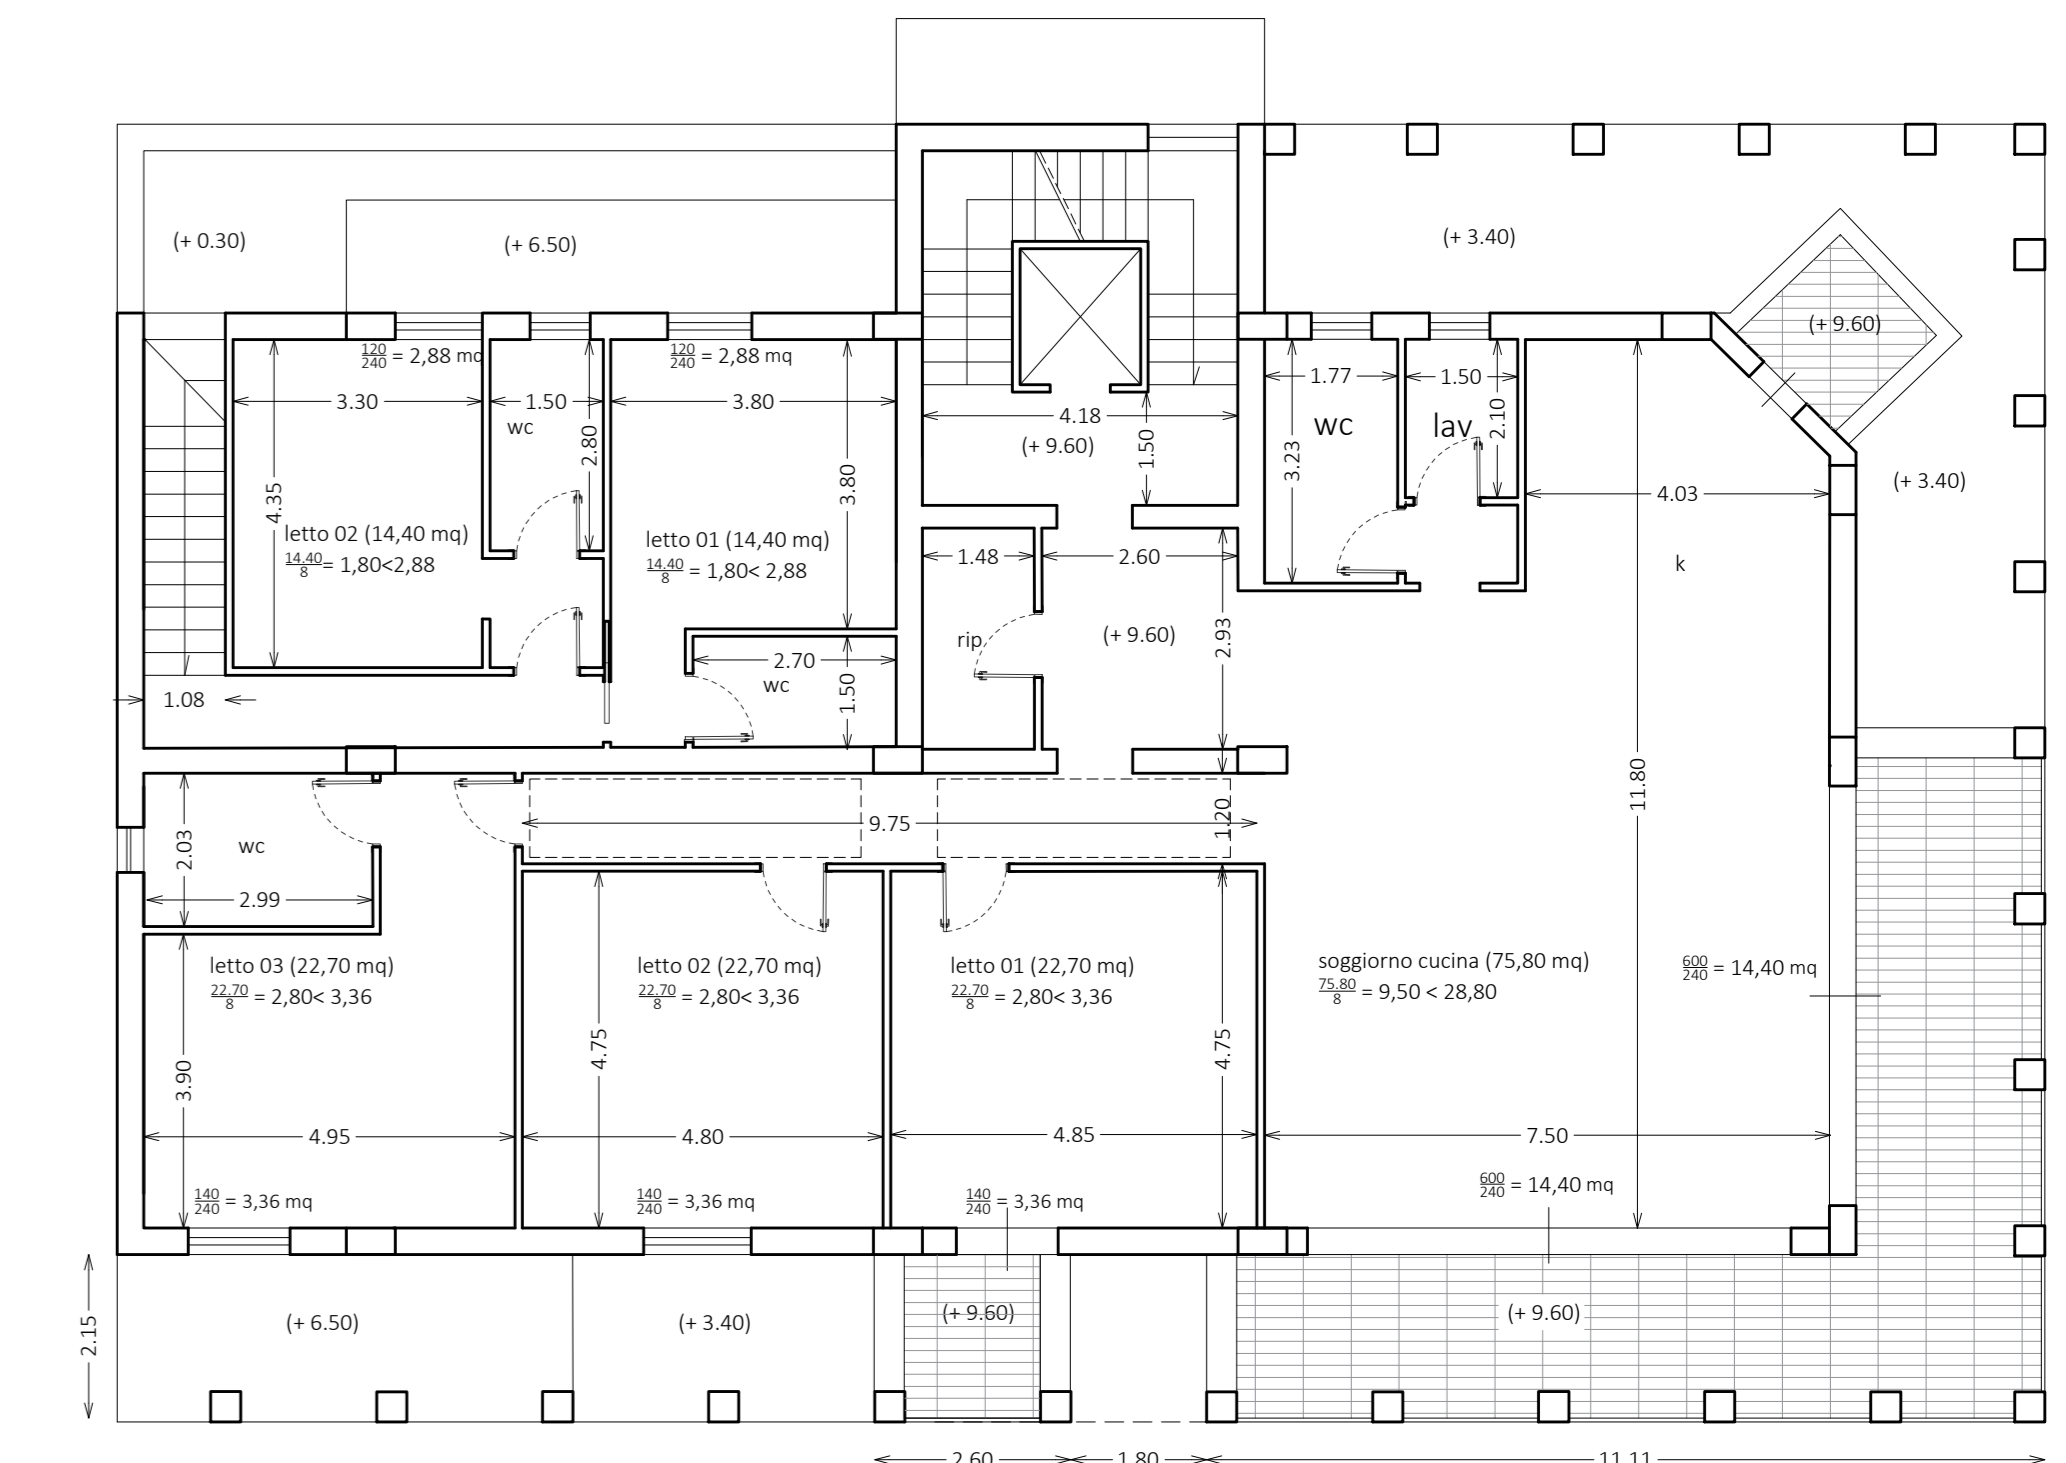 (+ 0.30)
(+ 6.50)
(+ 3.40)
(+ 9.60)
120
240 = 2,88 mq
120
240 = 2,88 mq
3.30
1.50
wc
2.80
3.80
4.35
3.80
letto 02 (14,40 mq)
14.40
8 = 1,80<2,88
letto 01 (14,40 mq)
14.40
8 = 1,80< 2,88
4.18
(+ 9.60)
1.50
1.77
wc
3.23
1.50
lav
2.10
4.03
(+ 3.40)
k
1.48
2.60
rip
(+ 9.60)
2.93
2.70
wc
1.50
1.08
11.80
9.75
1.20
2.03
wc
2.99
letto 03 (22,70 mq)
22.70
8 = 2,80< 3,36
letto 02 (22,70 mq)
22.70
8 = 2,80< 3,36
letto 01 (22,70 mq)
22.70
8 = 2,80< 3,36
soggiorno cucina (75,80 mq)
75.80
8 = 9,50 < 28,80
600
240 = 14,40 mq
3.90
4.75
4.75
4.95
4.80
4.85
7.50
140
240 = 3,36 mq
140
240 = 3,36 mq
140
240 = 3,36 mq
600
240 = 14,40 mq
2.15
(+ 6.50)
(+ 3.40)
(+ 9.60)
(+ 9.60)
2.60
1.80
11.11